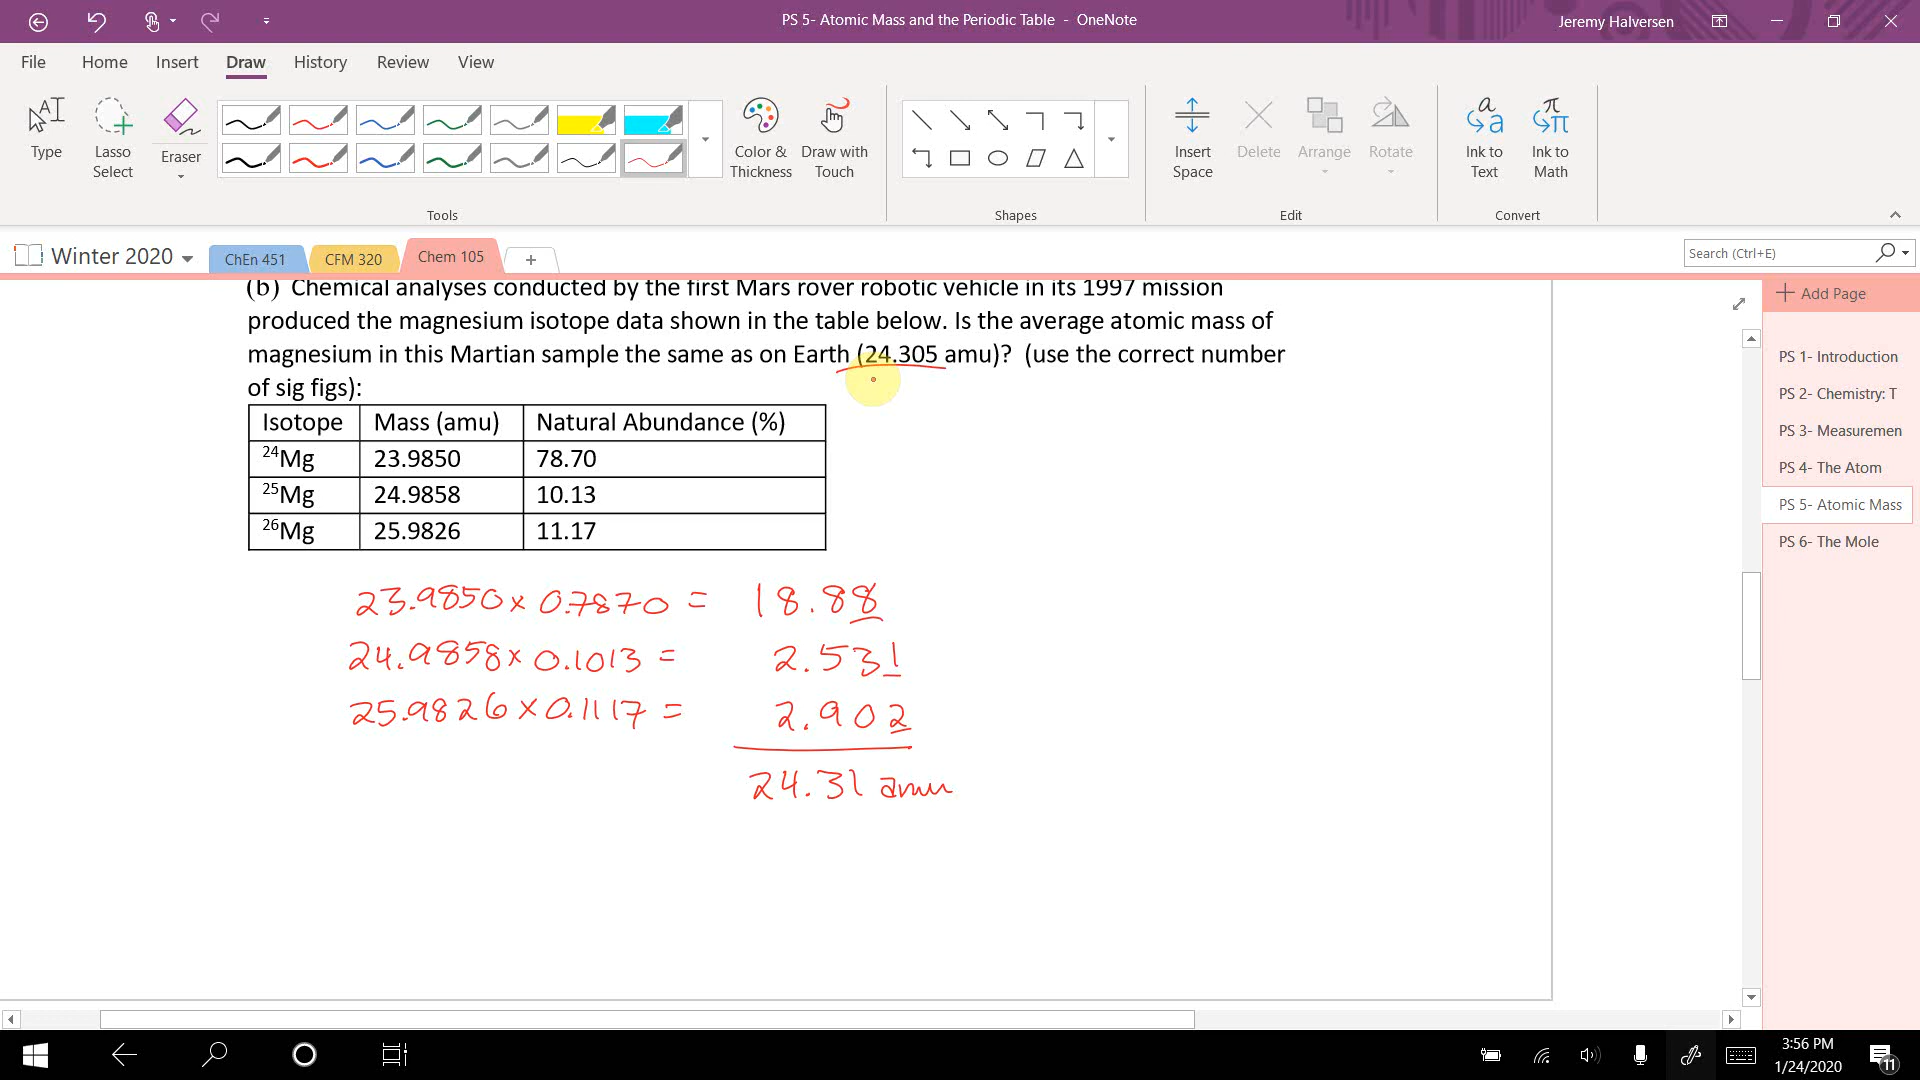 PS 5- Atomic Mass and the Periodic Table - OneNote
Jeremy Halversen
File Home Insert Draw History Review View
Type
Lasso Select
Eraser
Color & Thickness
Draw with Touch
Insert Space
Delete
Arrange
Rotate
Ink to Text
Ink to Math
Tools Shapes Edit Convert
Winter 2020 ChEn 451 CFM 320 Chem 105 +
Search (Ctrl+E)
Add Page
PS 1- Introduction
PS 2- Chemistry: T
PS 3- Measuremen
PS 4- The Atom
PS 5- Atomic Mass
PS 6- The Mole
(b) Chemical analyses conducted by the first Mars rover robotic vehicle in its 1997 mission
produced the magnesium isotope data shown in the table below. Is the average atomic mass of
magnesium in this Martian sample the same as on Earth (24.305 amu)? (use the correct number
of sig figs):
Isotope Mass (amu) Natural Abundance (%)
²⁴Mg 23.9850 78.70
²⁵Mg 24.9858 10.13
²⁶Mg 25.9826 11.17
23.9850 x 0.7870 = 18.88
24.9858 x 0.1013 = 2.531
25.9826 x 0.1117 = 2.902
24.31 amu
3:56 PM
1/24/2020
11